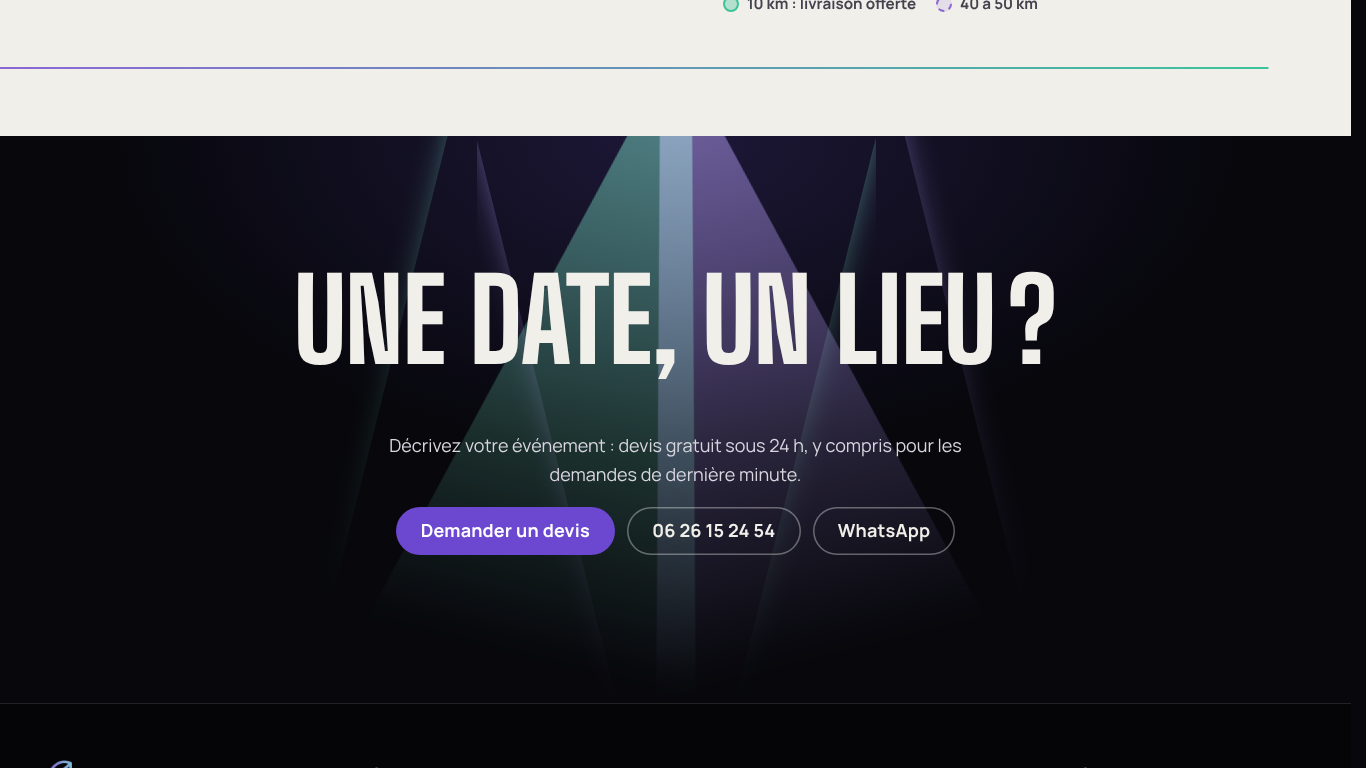 10 km : livraison offerte 40 à 50 km
UNE DATE, UN LIEU ?
Décrivez votre événement : devis gratuit sous 24 h, y compris pour les
demandes de dernière minute.
Demander un devis 06 26 15 24 54 WhatsApp